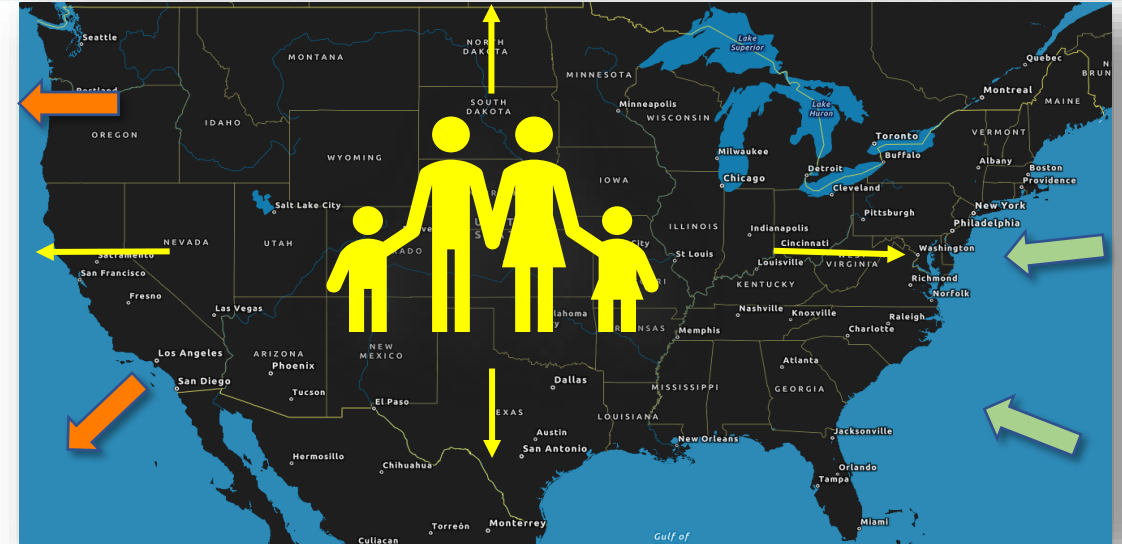 Seattle
Quebec
NORTH
DAKOTA
MONTANA
Lake
Superior
MINNESOTA
Montreal
MAINE
SOUTH
DAKOTA
Minneapolis
WISCONSIN
Lake
Huron
Portland
IDAHO
OREGON
Toronto
VERMONT
Buffalo
Albany
Boston
Providence
WYOMING
Milwaukee
Detroit
Chicago
Cleveland
IOWA
Salt Lake City
New York
Pittsburgh
Philadelphia
NEVADA
UTAH
ILLINOIS
Indianapolis
Cincinnati
Washington
City
Sacramento
St Louis
Louisville
WEST
VIRGINIA
San Francisco
KENTUCKY
Richmond
Norfolk
Fresno
Las Vegas
Nashville
Knoxville
Raleigh
Charlotte
Memphis
Los Angeles
ARIZONA
Phoenix
NEW
MEXICO
Atlanta
San Diego
Dallas
MISSISSIPPI
GEORGIA
Tucson
El Paso
EXAS
LOUISIANA
Austin
San Antonio
New Orleans
Jacksonville
Hermosillo
Chihuahua
Orlando
Tampa
Torreón
Monterrey
Miami
Culiacan
Gulf of